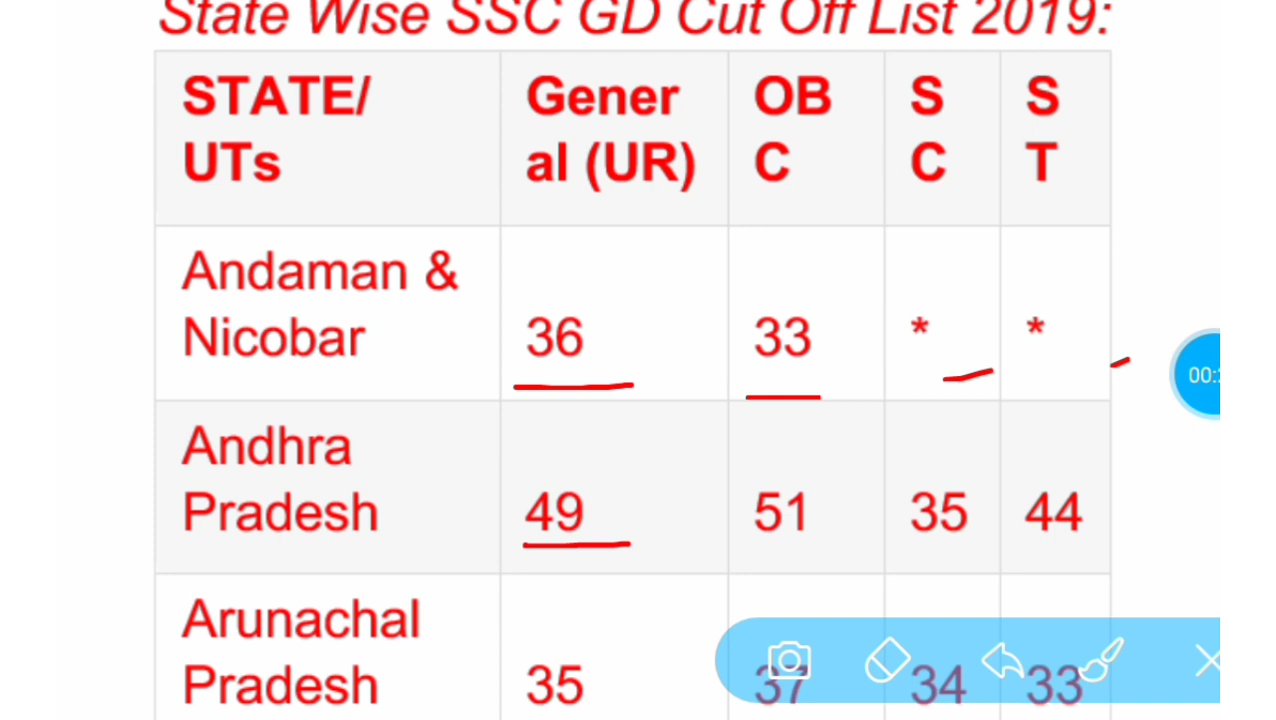 State Wise SSC GD Cut Off List 2019:
STATE/ Gener OB S S
UTs al (UR) C C T
Andaman &
Nicobar 36 33 * *
Andhra
Pradesh 49 51 35 44
Arunachal
Pradesh 35 37 34 33